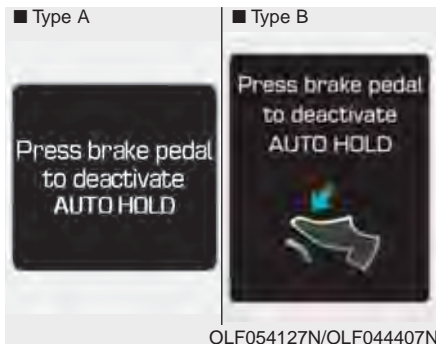 ■ Type A
Press brake pedal
to deactivate
AUTO HOLD
■ Type B
Press brake pedal
to deactivate
AUTO HOLD
OLF054127N/OLF044407N